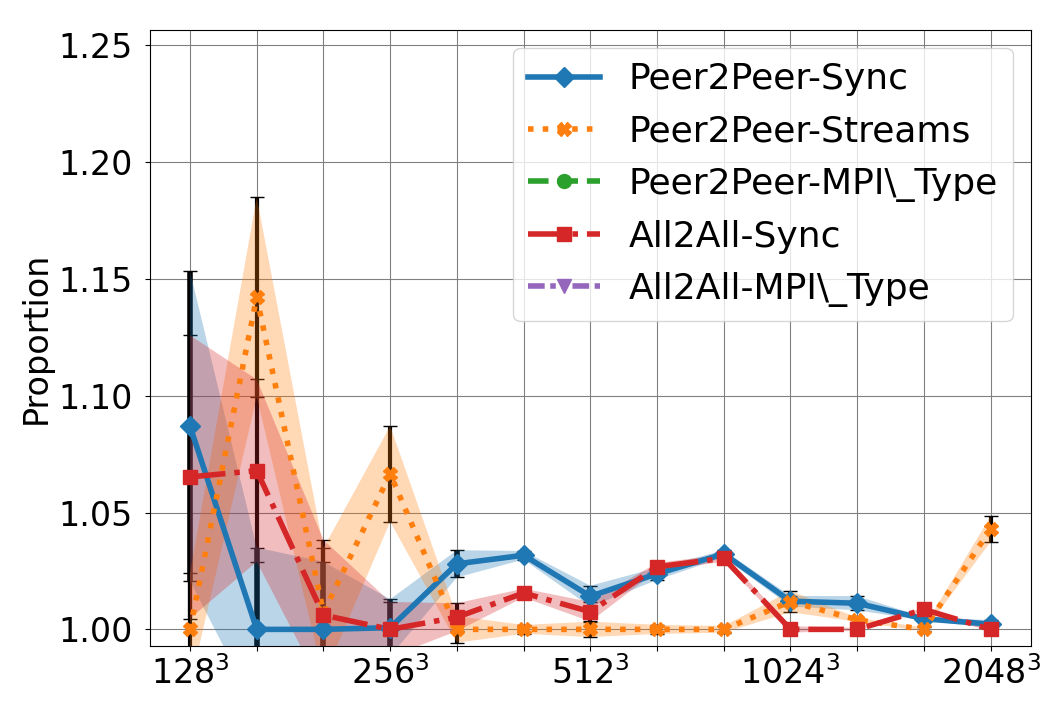 1.25
1.20
1.15
1.10
1.05
1.00
Proportion
Peer2Peer-Sync
Peer2Peer-Streams
Peer2Peer-MPI\_Type
All2All-Sync
All2All-MPI\_Type
128³ 256³ 512³ 1024³ 2048³